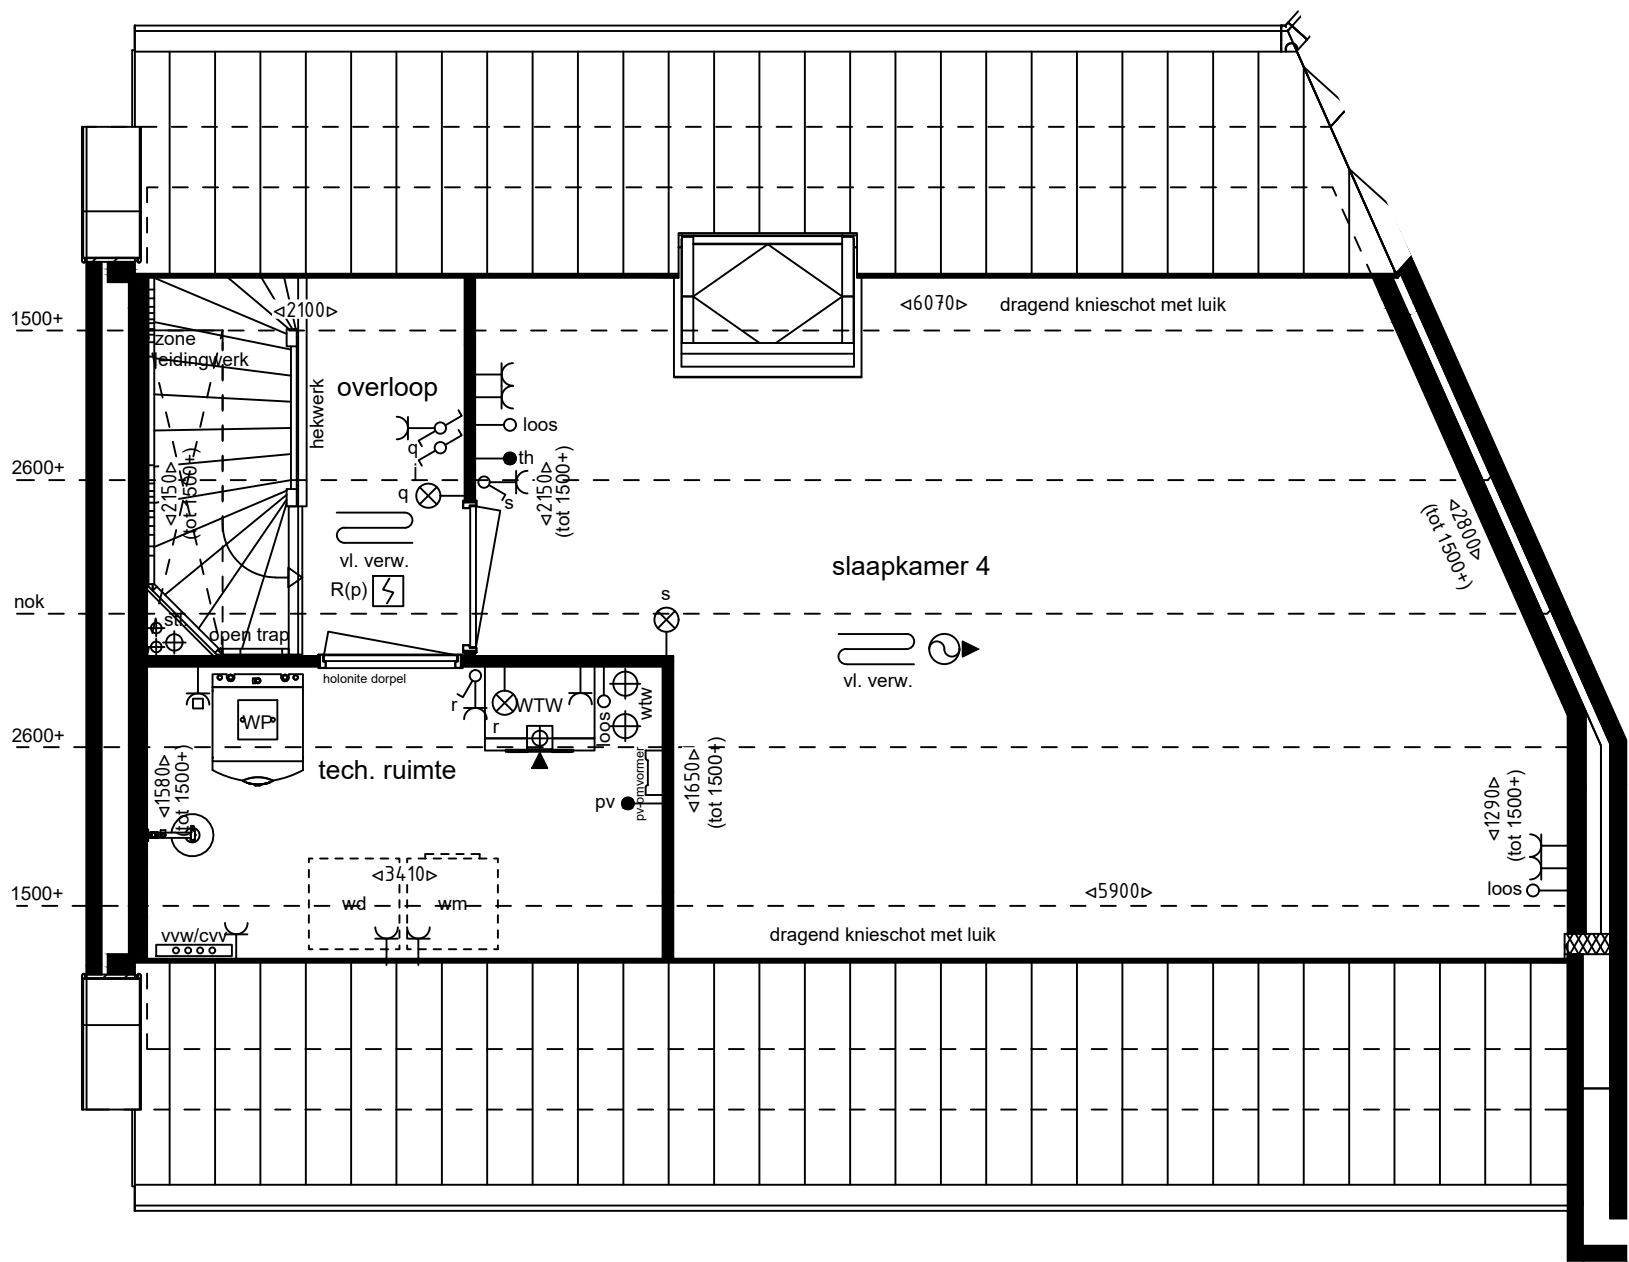 ◁2100▷
◁6070▷
dragend knieschot met luik
1500+
zone
leidingwerk
overloop
hekwerk
loos
q
th
i
2600+
◁2150▷
(tot 1500+)
q
s
◁2150▷
(tot 1500+)
◁2800▷
(tot 1500+)
vl. verw.
slaapkamer 4
R(p)
s
nok
stl.
open trap
vl. verw.
holonite dorpel
r
WTW
wtw
WP
r
loos
2600+
tech. ruimte
pv-omvormer
◁1650▷
(tot 1500+)
◁1580▷
(tot 1500+)
pv
◁1290▷
(tot 1500+)
◁3410▷
loos
1500+
wd
wm
◁5900▷
vvw/cvv
dragend knieschot met luik